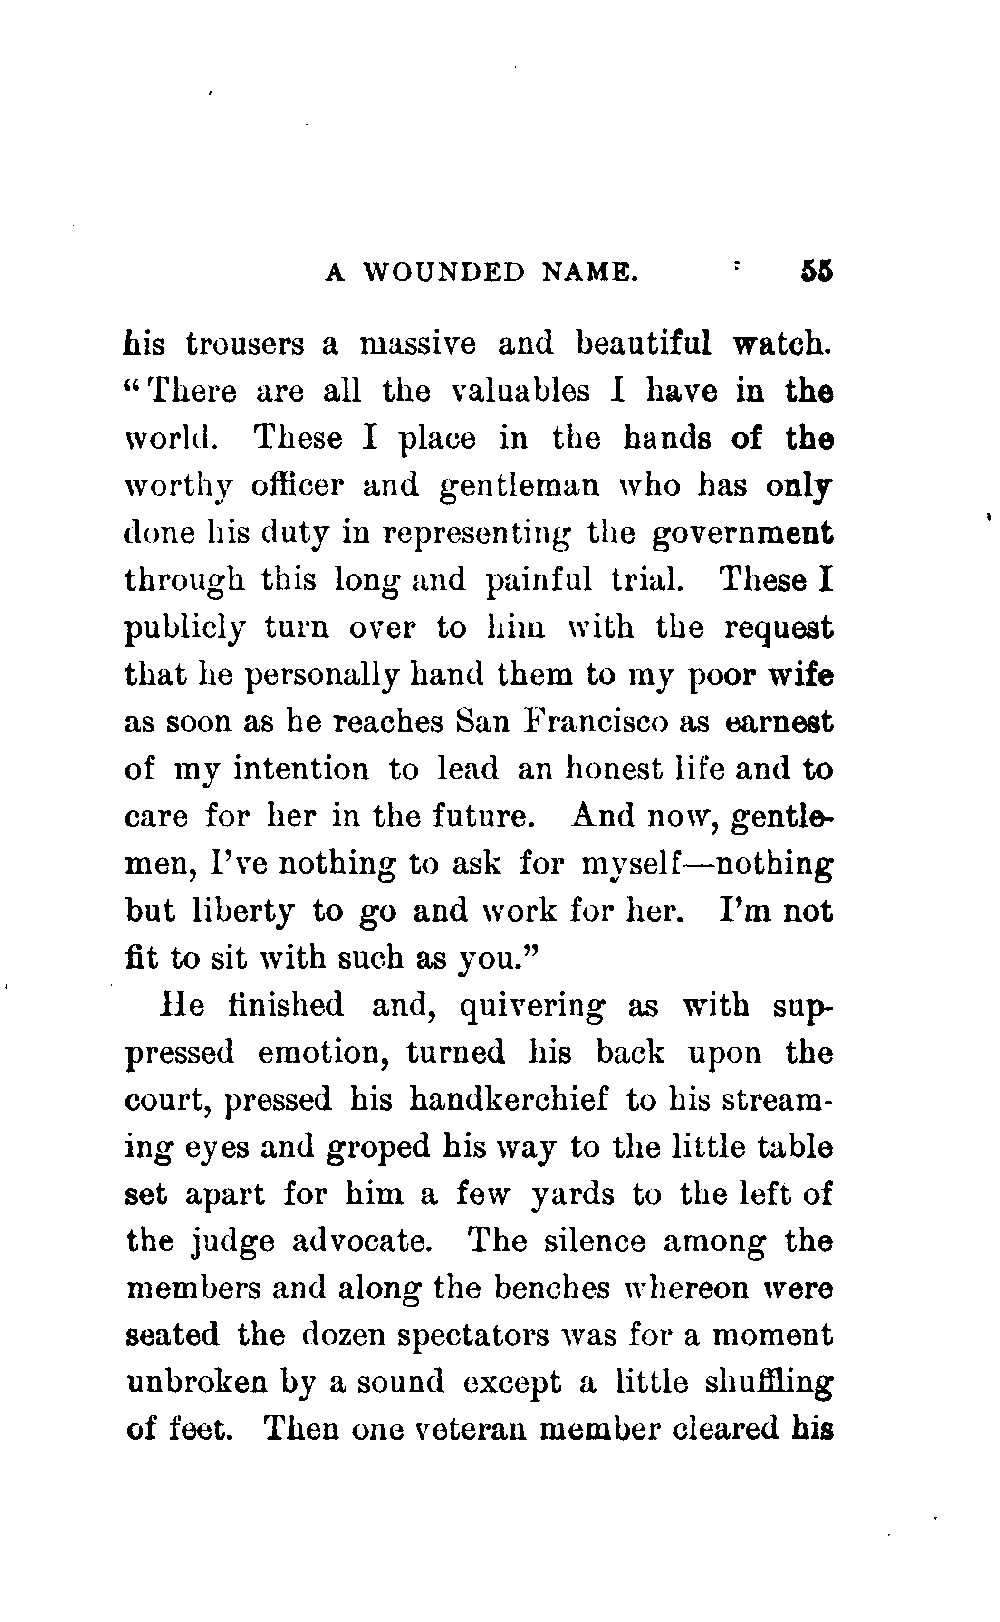 A WOUNDED NAME. 55
his trousers a massive and beautiful watch.
“There are all the valuables I have in the
world. These I place in the hands of the
worthy officer and gentleman who has only
done his duty in representing the government
through this long and painful trial. These I
publicly turn over to him with the request
that he personally hand them to my poor wife
as soon as he reaches San Francisco as earnest
of my intention to lead an honest life and to
care for her in the future. And now, gentle-
men, I’ve nothing to ask for myself—nothing
but liberty to go and work for her. I’m not
fit to sit with such as you.”
He finished and, quivering as with sup-
pressed emotion, turned his back upon the
court, pressed his handkerchief to his stream-
ing eyes and groped his way to the little table
set apart for him a few yards to the left of
the judge advocate. The silence among the
members and along the benches whereon were
seated the dozen spectators was for a moment
unbroken by a sound except a little shuffling
of feet. Then one veteran member cleared his